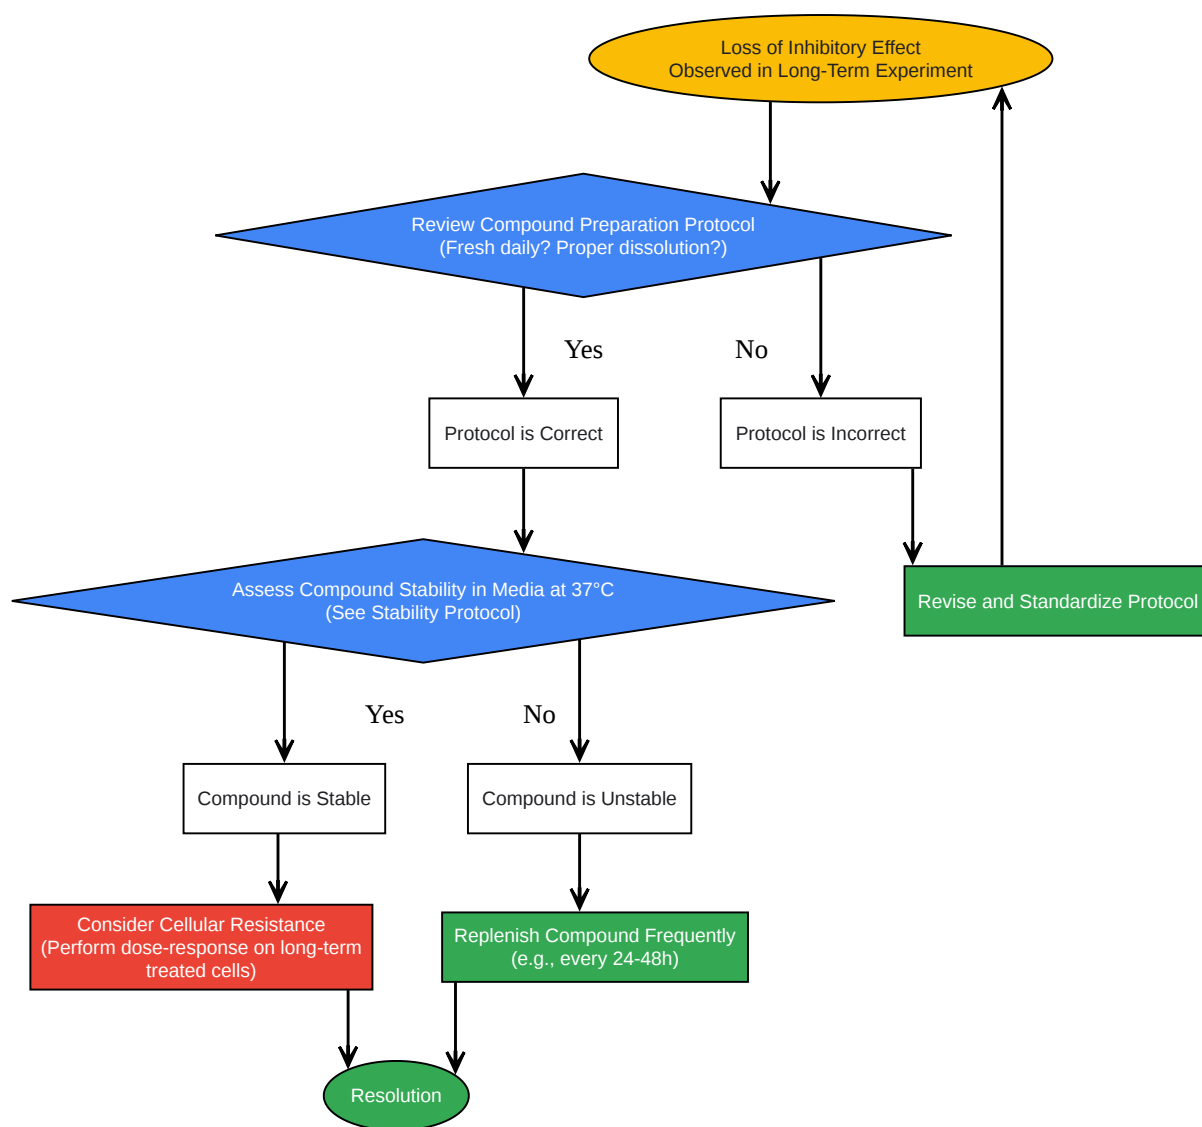 Loss of Inhibitory Effect
Observed in Long-Term Experiment
Review Compound Preparation Protocol
(Fresh daily? Proper dissolution?)
Yes
No
Protocol is Correct
Protocol is Incorrect
Assess Compound Stability in Media at 37°C
(See Stability Protocol)
Revise and Standardize Protocol
Yes
No
Compound is Stable
Compound is Unstable
Consider Cellular Resistance
(Perform dose-response on long-term
treated cells)
Replenish Compound Frequently
(e.g., every 24-48h)
Resolution